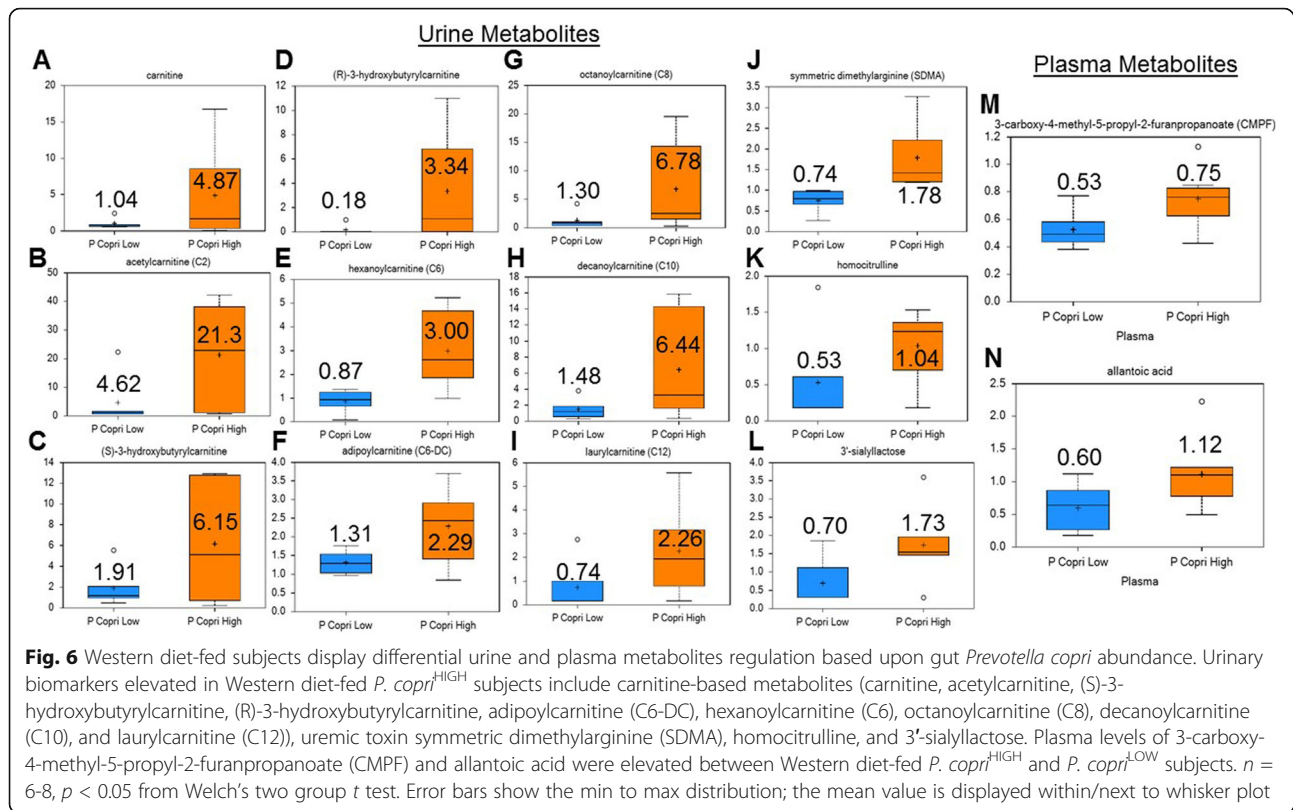 Urine Metabolites
Plasma Metabolites
A
carnitine
20
15
10
5
0
1.04
4.87
P Copri Low
P Copri High
D
(R)-3-hydroxybutyrylcarnitine
12
10
8
6
4
2
0
0.18
3.34
P Copri Low
P Copri High
G
octanoylcarnitine (C8)
25
20
15
10
5
0
1.30
6.78
P Copri Low
P Copri High
J
symmetric dimethylarginine (SDMA)
3.5
3.0
2.5
2.0
1.5
1.0
0.5
0.0
0.74
1.78
P Copri Low
P Copri High
M
3-carboxy-4-methyl-5-propyl-2-furanpropanoate (CMPF)
1.2
1.0
0.8
0.6
0.4
0.2
0.0
0.53
0.75
P Copri Low
P Copri High
Plasma
B
acetylcarnitine (C2)
50
40
30
20
10
0
4.62
21.3
P Copri Low
P Copri High
E
hexanoylcarnitine (C6)
6
5
4
3
2
1
0
0.87
3.00
P Copri Low
P Copri High
H
decanoylcarnitine (C10)
18
16
14
12
10
8
6
4
2
0
1.48
6.44
P Copri Low
P Copri High
K
homocitrulline
2.0
1.5
1.0
0.5
0.0
0.53
1.04
P Copri Low
P Copri High
N
allantoic acid
2.5
2.0
1.5
1.0
0.5
0.0
0.60
1.12
P Copri Low
P Copri High
Plasma
C
(S)-3-hydroxybutyrylcarnitine
14
12
10
8
6
4
2
0
1.91
6.15
P Copri Low
P Copri High
F
adipoylcarnitine (C6-DC)
4.0
3.5
3.0
2.5
2.0
1.5
1.0
0.5
0.0
1.31
2.29
P Copri Low
P Copri High
I
laurylcarnitine (C12)
6
5
4
3
2
1
0
0.74
2.26
P Copri Low
P Copri High
L
3'-sialyllactose
4.0
3.5
3.0
2.5
2.0
1.5
1.0
0.5
0.0
0.70
1.73
P Copri Low
P Copri High
Fig. 6 Western diet-fed subjects display differential urine and plasma metabolites regulation based upon gut Prevotella copri abundance. Urinary
biomarkers elevated in Western diet-fed P. copri^HIGH subjects include carnitine-based metabolites (carnitine, acetylcarnitine, (S)-3-
hydroxybutyrylcarnitine, (R)-3-hydroxybutyrylcarnitine, adipoylcarnitine (C6-DC), hexanoylcarnitine (C6), octanoylcarnitine (C8), decanoylcarnitine
(C10), and laurylcarnitine (C12)), uremic toxin symmetric dimethylarginine (SDMA), homocitrulline, and 3′-sialyllactose. Plasma levels of 3-carboxy-
4-methyl-5-propyl-2-furanpropanoate (CMPF) and allantoic acid were elevated between Western diet-fed P. copri^HIGH and P. copri^LOW subjects. n =
6-8, p < 0.05 from Welch's two group t test. Error bars show the min to max distribution; the mean value is displayed within/next to whisker plot